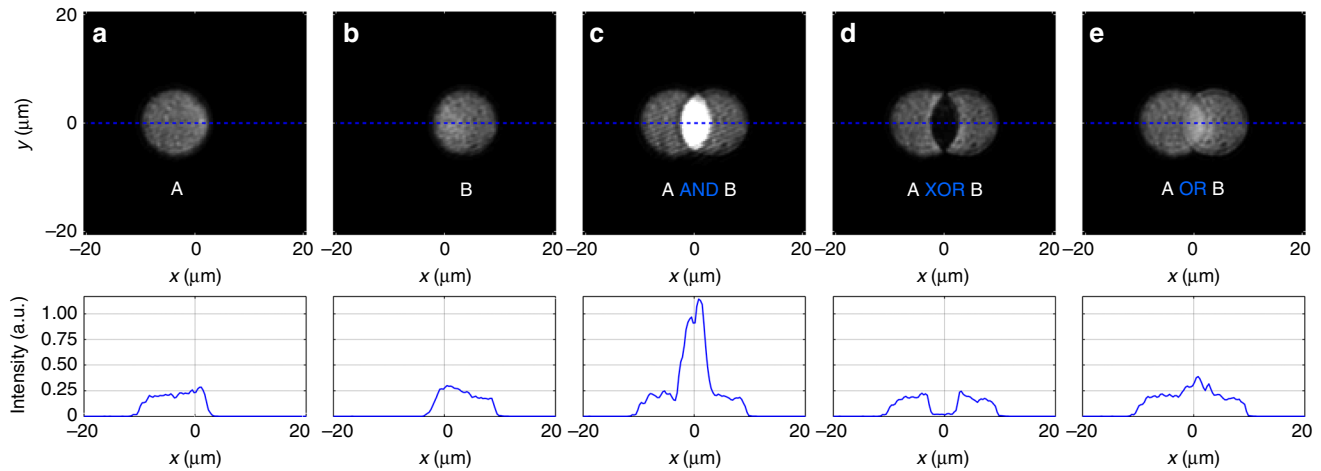 a b c d e
20
0
−20
y (μm)
A B A AND B A XOR B A OR B
−20 0 20 −20 0 20 −20 0 20 −20 0 20 −20 0 20
x (μm) x (μm) x (μm) x (μm) x (μm)
1.00
0.75
0.50
0.25
0
Intensity (a.u.)
−20 0 20 −20 0 20 −20 0 20 −20 0 20 −20 0 20
x (μm) x (μm) x (μm) x (μm) x (μm)